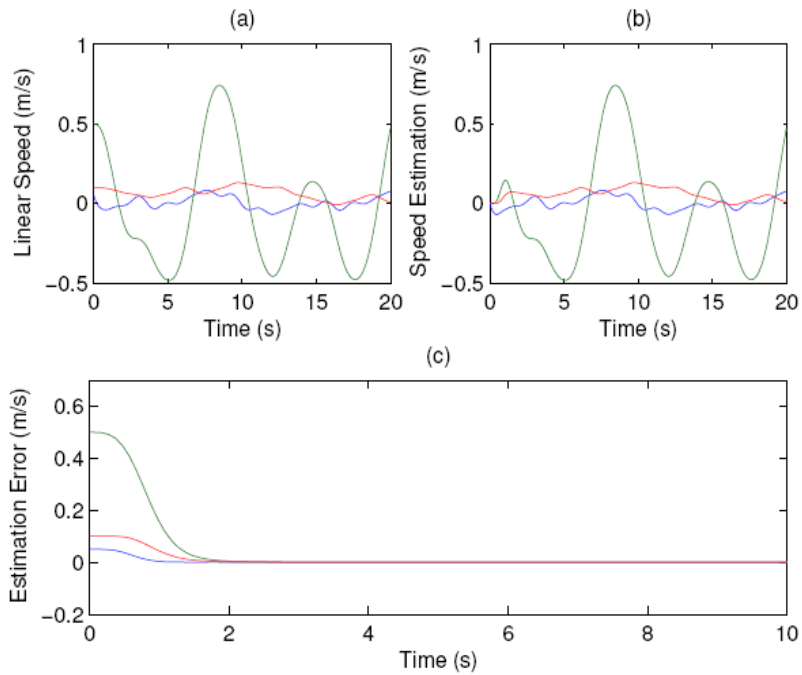 (a)
Linear Speed (m/s)
1
0.5
0
−0.5
0 5 10 15 20
Time (s)
(b)
Speed Estimation (m/s)
1
0.5
0
−0.5
0 5 10 15 20
Time (s)
(c)
Estimation Error (m/s)
0.6
0.4
0.2
0
−0.2
0 2 4 6 8 10
Time (s)